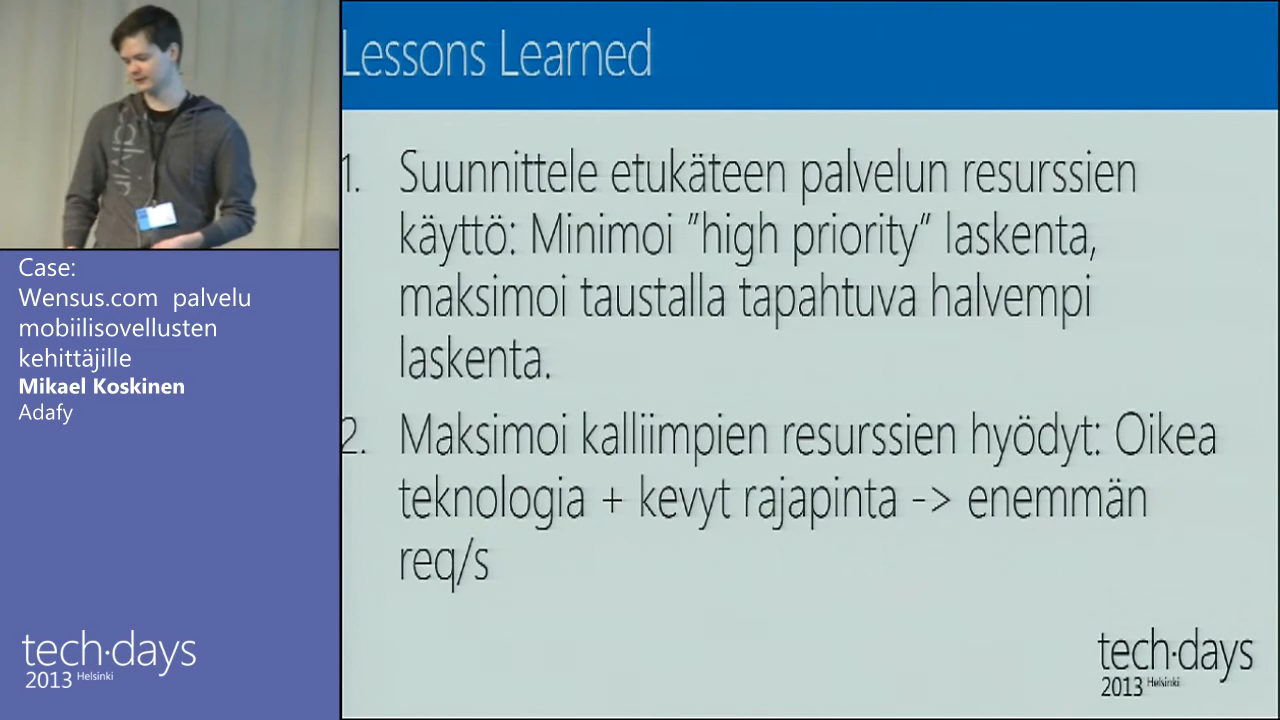 Lessons Learned
1. Suunnittele etukäteen palvelun resurssien
käyttö: Minimoi ”high priority” laskenta,
maksimoi taustalla tapahtuva halvempi
laskenta.
2. Maksimoi kalliimpien resurssien hyödyt: Oikea
teknologia + kevyt rajapinta -> enemmän
req/s
tech·days
2013 Helsinki
Case:
Wensus.com palvelu
mobiilisovellusten
kehittäjille
Mikael Koskinen
Adafy
tech·days
2013 Helsinki